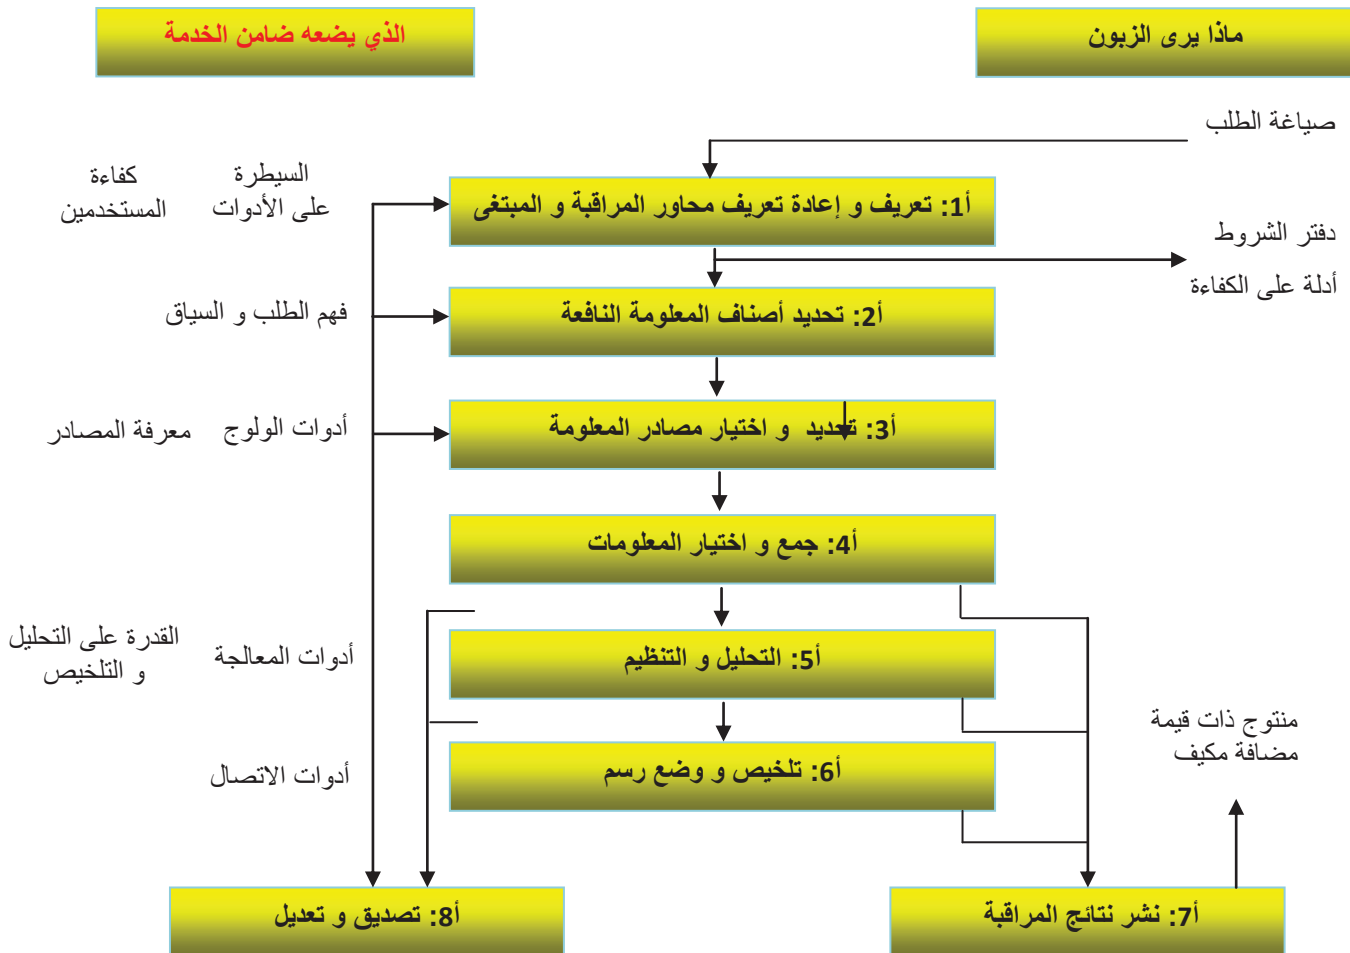 ماذا يرى الزبون
الذي يضعه ضامن الخدمة
صياغة الطلب
السيطرة
على الأدوات
كفاءة
المستخدمين
أ1: تعريف و إعادة تعريف محاور المراقبة و المبتغى
دفتر الشروط
أدلة على الكفاءة
أ2: تحديد أصناف المعلومة النافعة
فهم الطلب و السياق
أ3: تحديد و اختيار مصادر المعلومة
أدوات الولوج
معرفة المصادر
أ4: جمع و اختيار المعلومات
أ5: التحليل و التنظيم
أدوات المعالجة
القدرة على التحليل
و التلخيص
منتوج ذات قيمة
مضافة مكيف
أ6: تلخيص و وضع رسم
أدوات الاتصال
أ7: نشر نتائج المراقبة
أ8: تصديق و تعديل